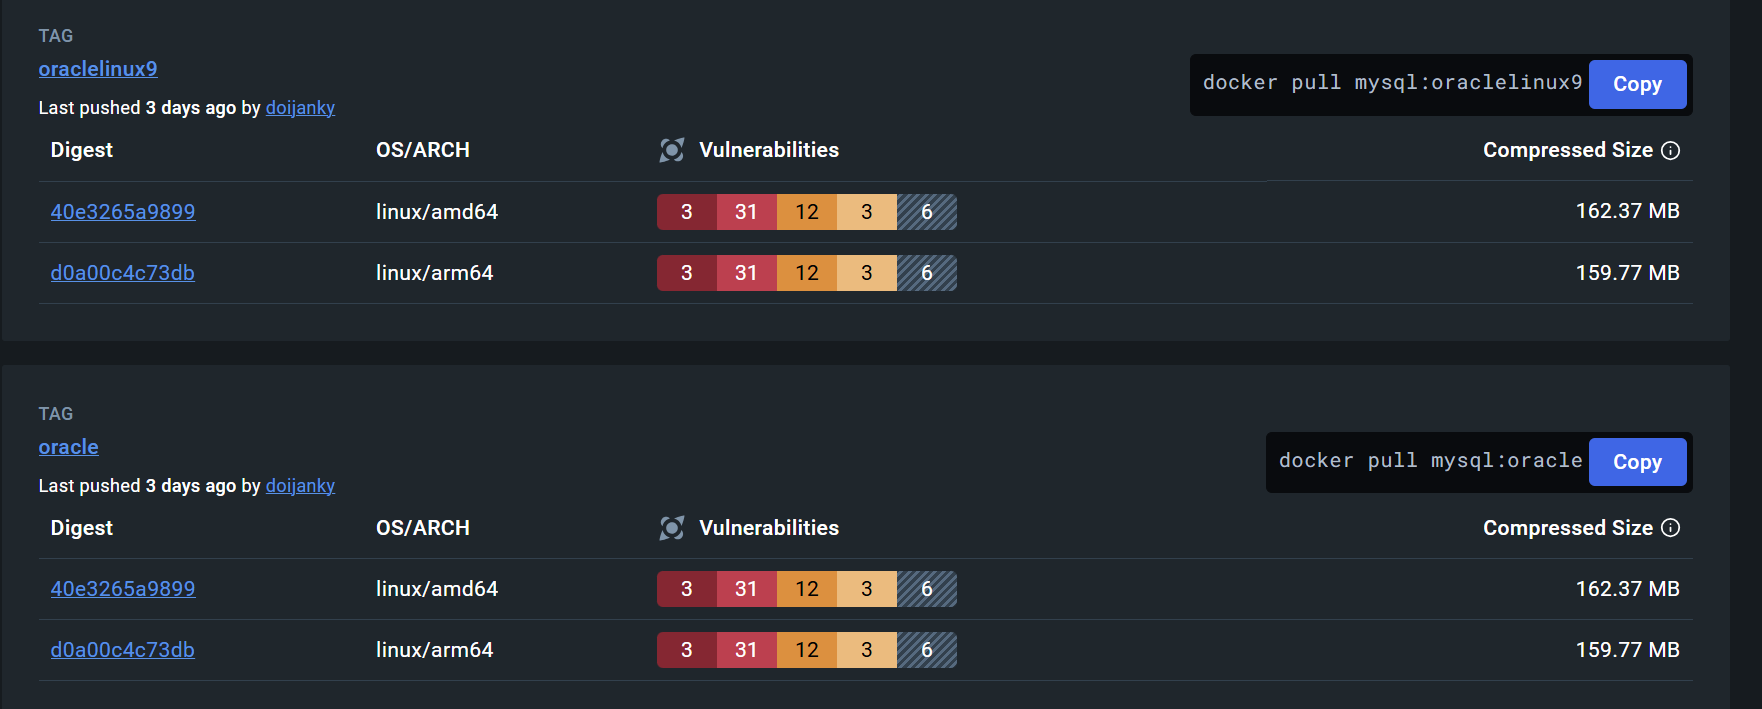 TAG
oraclelinux9
docker pull mysql:oraclelinux9 Copy
Last pushed 3 days ago by doijanky
Digest OS/ARCH Vulnerabilities Compressed Size
40e3265a9899 linux/amd64 3 31 12 3 6 162.37 MB
d0a00c4c73db linux/arm64 3 31 12 3 6 159.77 MB
TAG
oracle
docker pull mysql:oracle Copy
Last pushed 3 days ago by doijanky
Digest OS/ARCH Vulnerabilities Compressed Size
40e3265a9899 linux/amd64 3 31 12 3 6 162.37 MB
d0a00c4c73db linux/arm64 3 31 12 3 6 159.77 MB